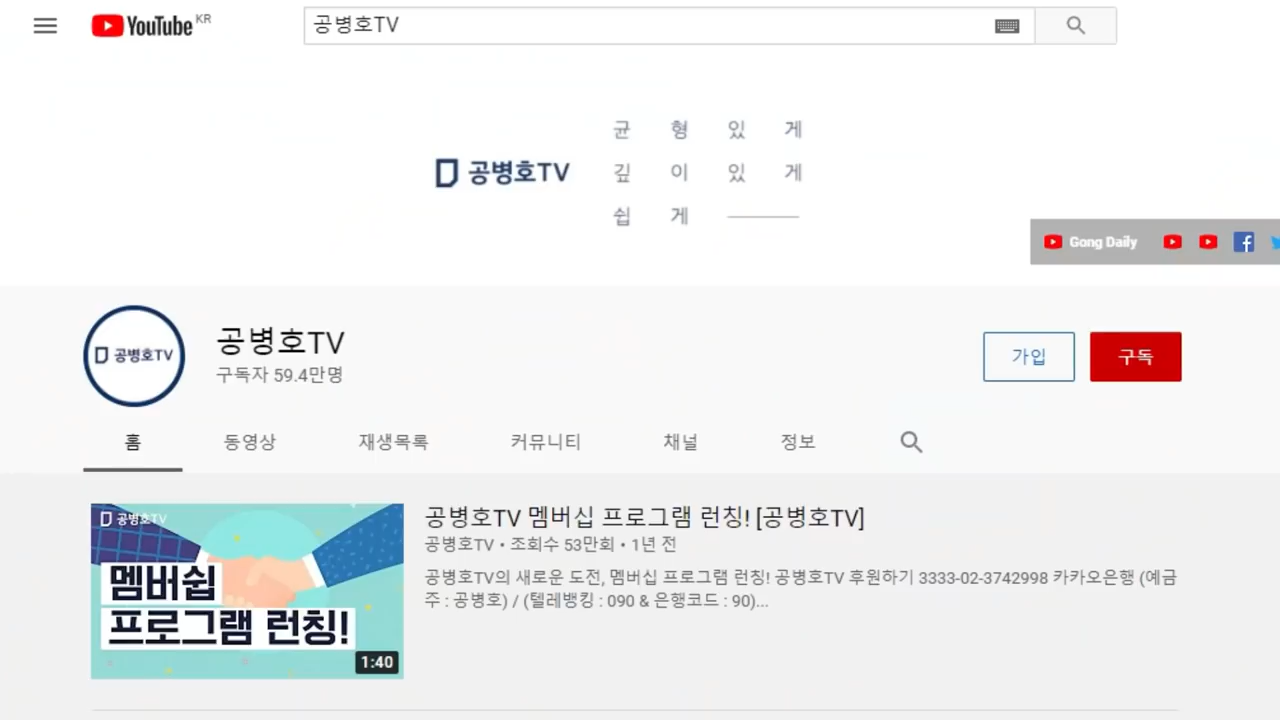 YouTube KR
공병호TV
공병호TV
균 형 있 게
깊 이 있 게
쉽 게
Gong Daily
공병호TV
공병호TV
구독자 59.4만명
가입
구독
홈
동영상
재생목록
커뮤니티
채널
정보
공병호TV
멤버쉽
프로그램 런칭!
1:40
공병호TV 멤버십 프로그램 런칭! [공병호TV]
공병호TV • 조회수 53만회 • 1년 전
공병호TV의 새로운 도전, 멤버십 프로그램 런칭! 공병호TV 후원하기 3333-02-3742998 카카오은행 (예금
주 : 공병호) / (텔레뱅킹 : 090 & 은행코드 : 90)...